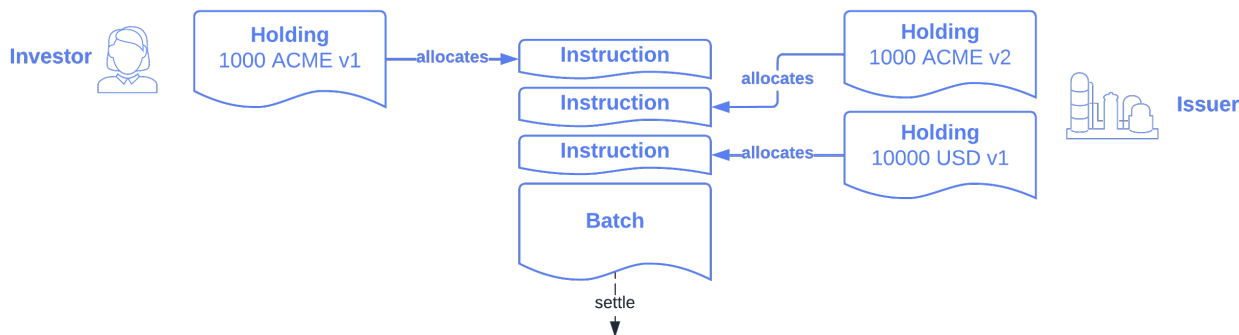 Investor
Holding
1000 ACME v1
allocates
Instruction
Instruction
Instruction
Batch
settle
allocates
Holding
1000 ACME v2
allocates
Holding
10000 USD v1
Issuer